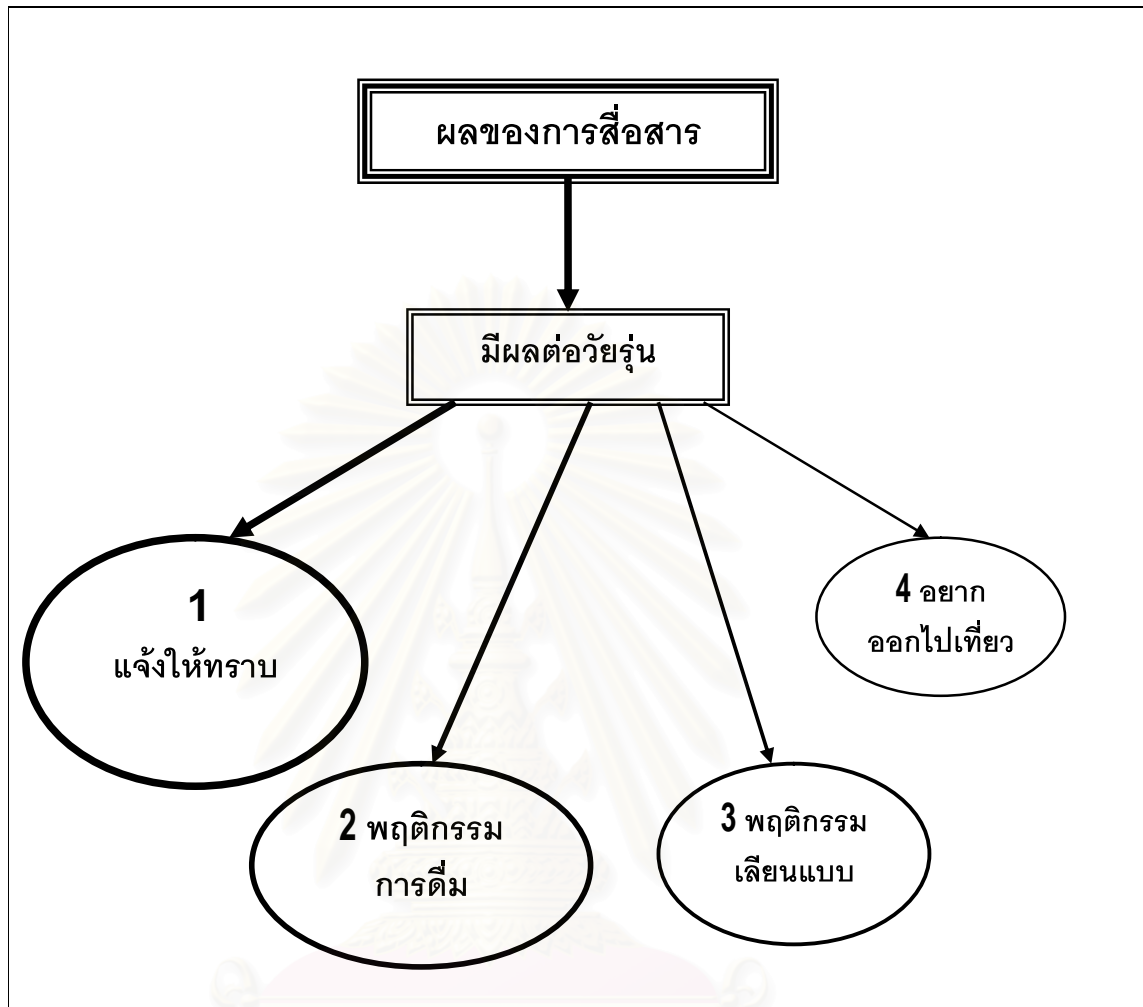 ผลของการสื่อสาร
มีผลต่อวัยรุ่น
1
แจ้งให้ทราบ
2 พฤติกรรม
การดื่ม
3 พฤติกรรม
เลียนแบบ
4 อยาก
ออกไปเที่ยว